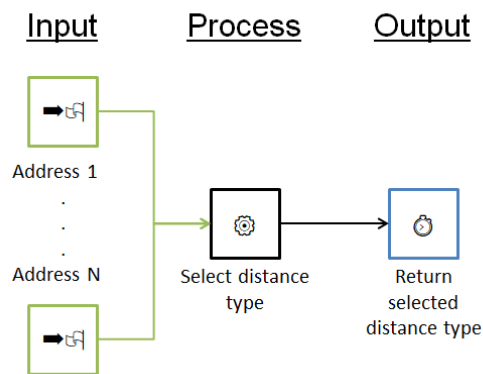 Input
Process
Output
Address 1
.
.
.
Address N
Select distance
type
Return
selected
distance type